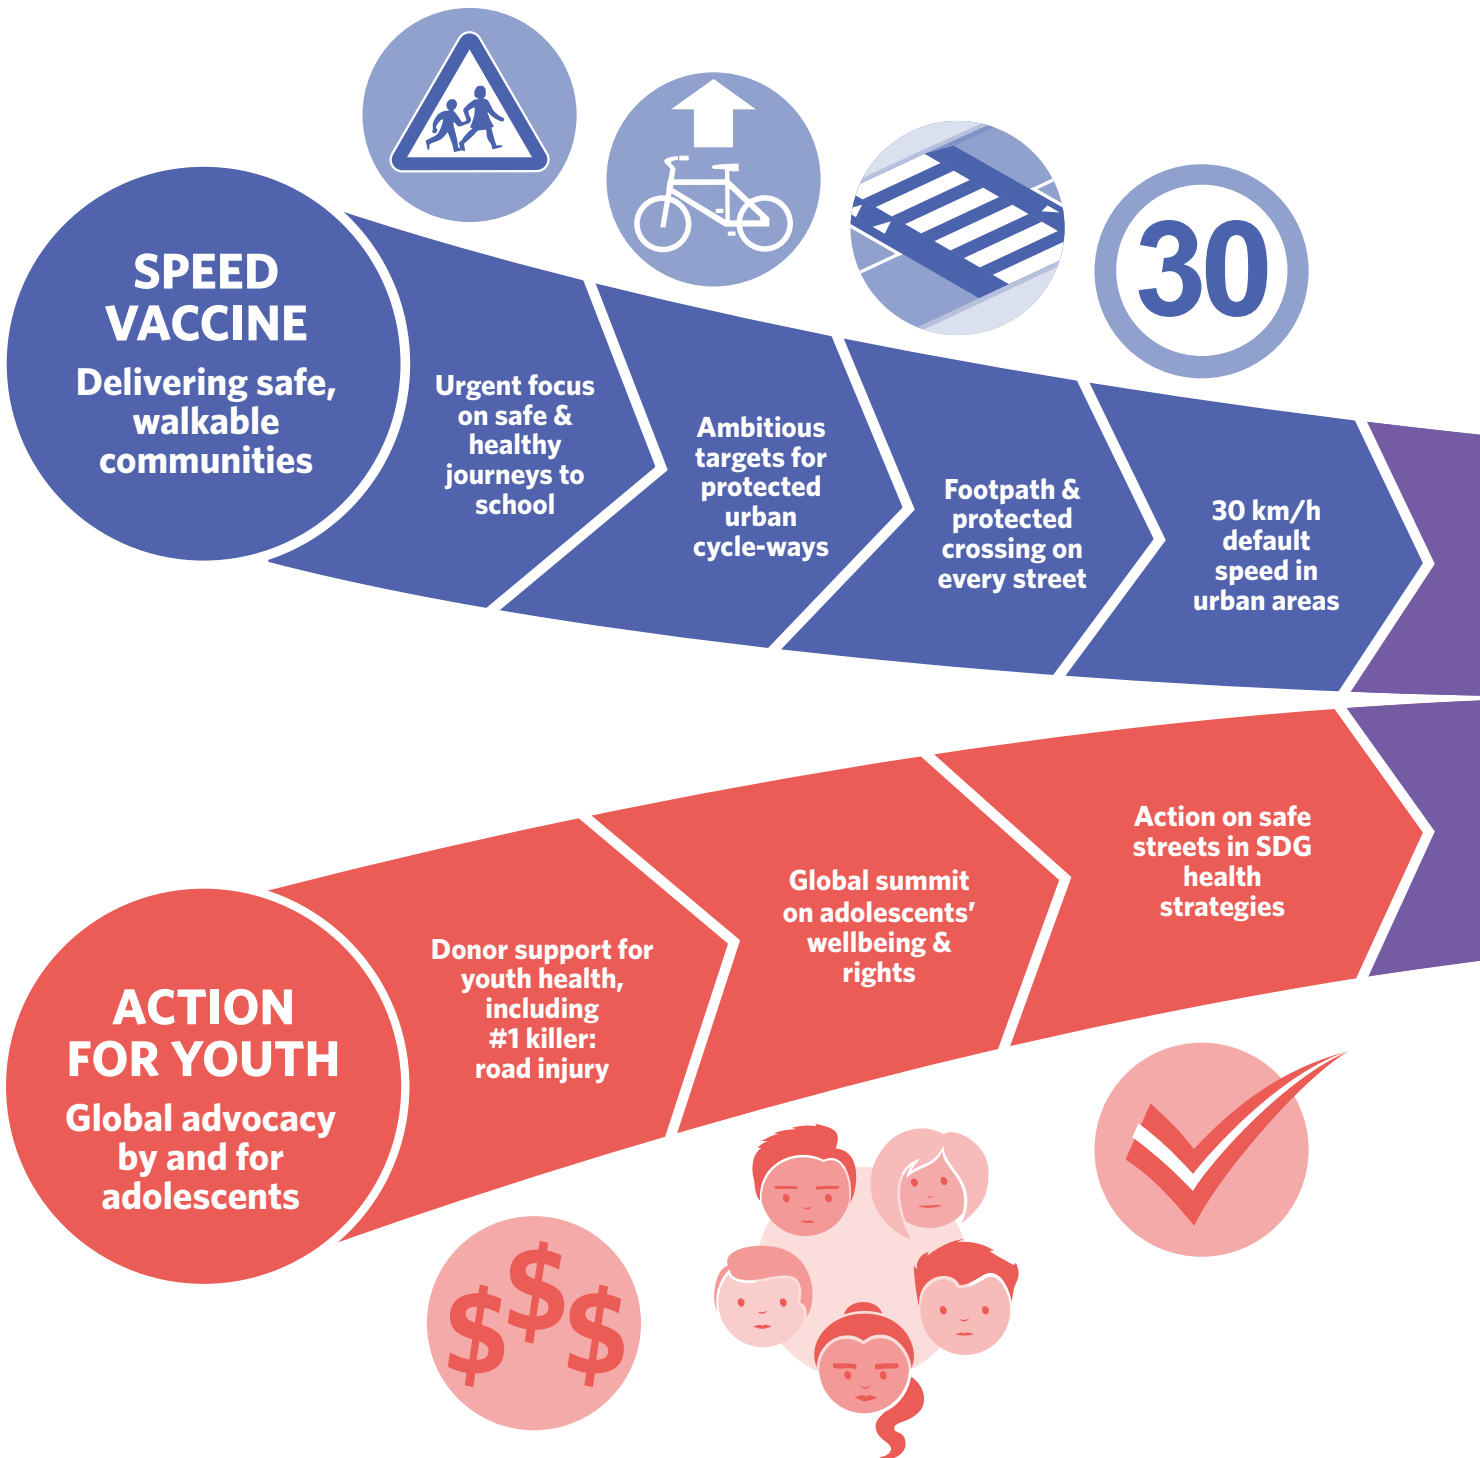 SPEED
VACCINE
Delivering safe,
walkable
communities
Urgent focus
on safe &
healthy
journeys to
school
Ambitious
targets for
protected
urban
cycle-ways
Footpath &
protected
crossing on
every street
30
30 km/h
default
speed in
urban areas
ACTION
FOR YOUTH
Global advocacy
by and for
adolescents
Donor support for
youth health,
including
#1 killer:
road injury
Global summit
on adolescents’
wellbeing &
rights
Action on safe
streets in SDG
health
strategies
$$$